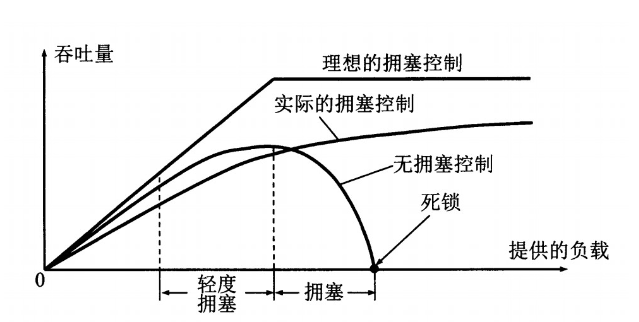 吞吐量
理想的拥塞控制
实际的拥塞控制
无拥塞控制
死锁
提供的负载
0
轻度
拥塞
拥塞